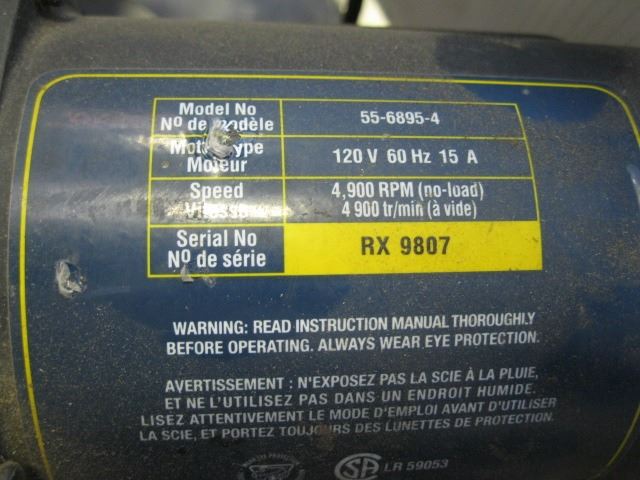 Model No
Nº de modèle
55-6895-4
Type
Moteur
120 V 60 Hz 15 A
Speed
4,900 RPM (no-load)
4 900 tr/min (à vide)
Serial No
Nº de série
RX 9807
WARNING: READ INSTRUCTION MANUAL THOROUGHLY
BEFORE OPERATING. ALWAYS WEAR EYE PROTECTION.
AVERTISSEMENT : N'EXPOSEZ PAS LA SCIE À LA PLUIE,
ET NE L'UTILISEZ PAS DANS UN ENDROIT HUMIDE.
LISEZ ATTENTIVEMENT LE MODE D'EMPLOI AVANT D'UTILISER
LA SCIE, ET PORTEZ TOUJOURS DES LUNETTES DE PROTECTION.
LR 59053